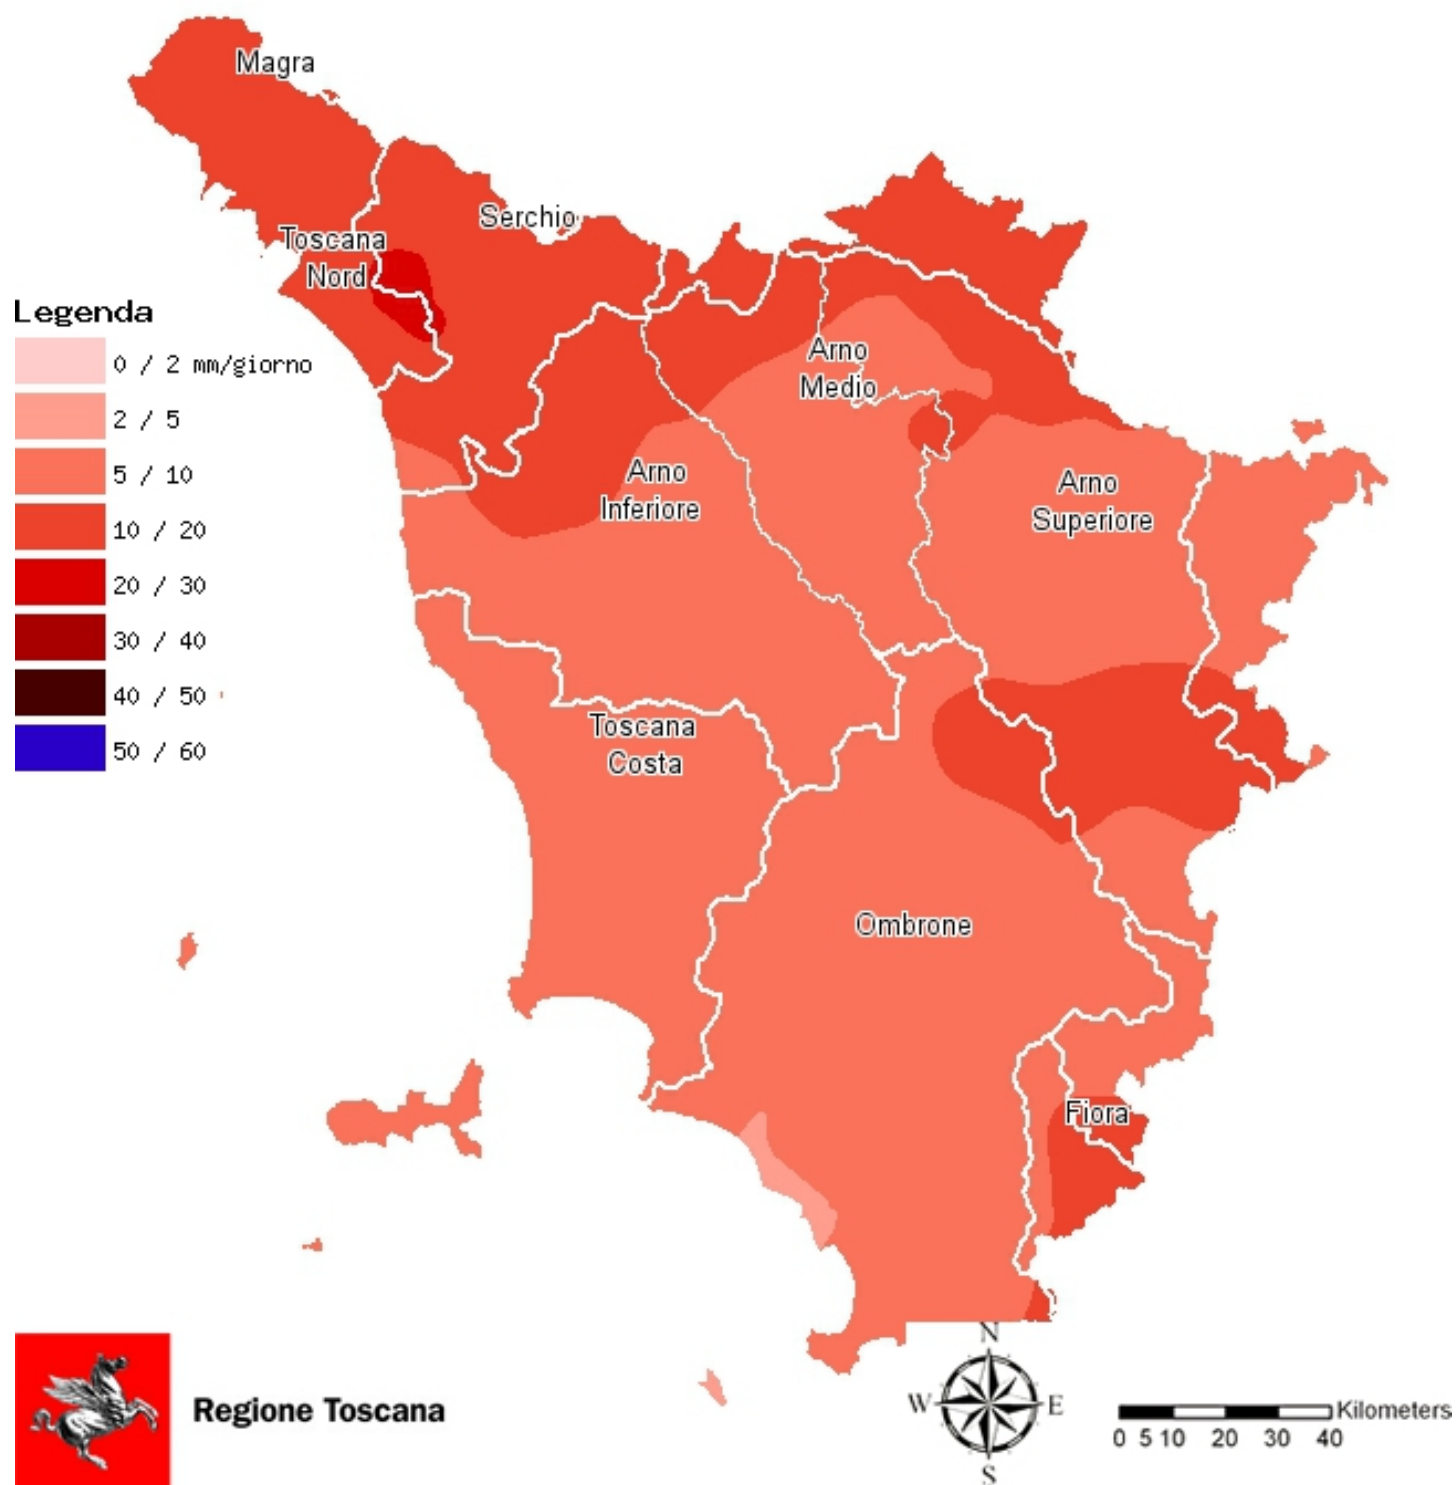 Magra
Serchio
Toscana
Nord
Legenda
0 / 2 mm/giorno
2 / 5
5 / 10
10 / 20
20 / 30
30 / 40
40 / 50
50 / 60
Arno
Medio
Arno
Inferiore
Arno
Superiore
Toscana
Costa
Ombrone
Fiora
Regione Toscana
N
W
E
S
Kilometers
0 5 10 20 30 40